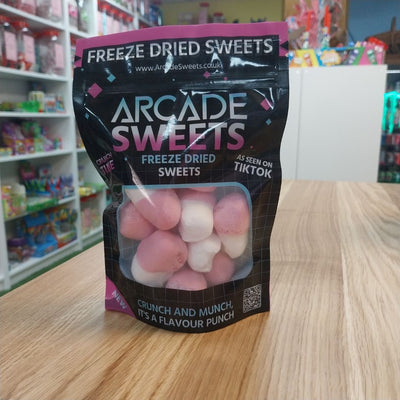 FREEZE DRIED SWEETS
www.ArcadeSweets.co.uk
ARCADE
SWEETS
FREEZE DRIED
SWEETS
AS SEEN ON
TIKTOK
CRUNCH AND MUNCH,
IT'S A FLAVOUR PUNCH